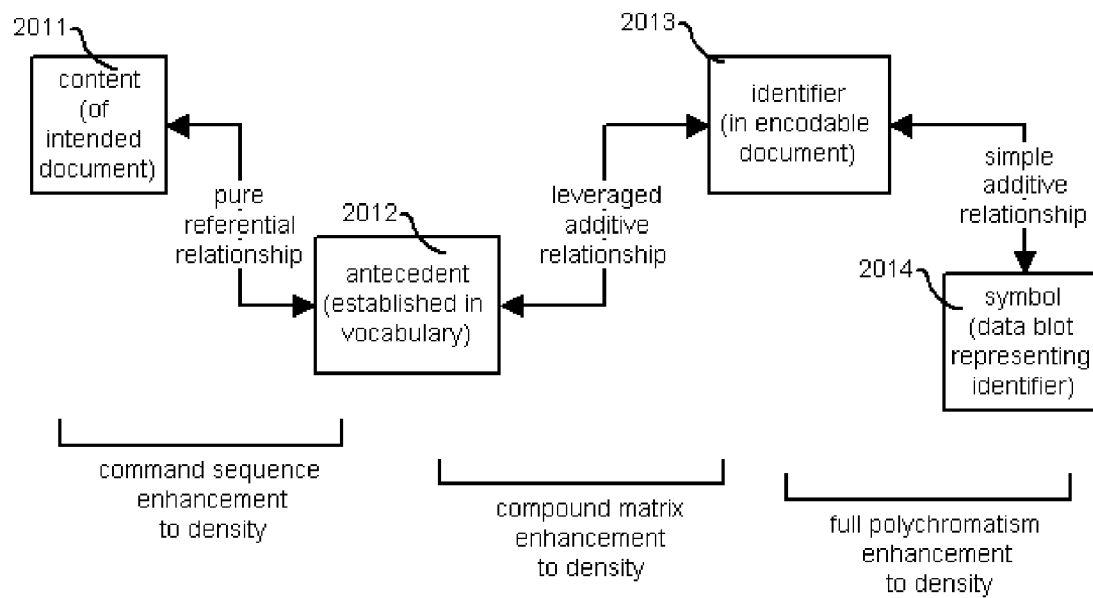 2011
content
(of
intended
document)
pure
referential
relationship
2012
antecedent
(established in
vocabulary)
leveraged
additive
relationship
2013
identifier
(in encodable
document)
simple
additive
relationship
2014
symbol
(data blot
representing
identifier)
command sequence
enhancement
to density
compound matrix
enhancement
to density
full polychromatism
enhancement
to density